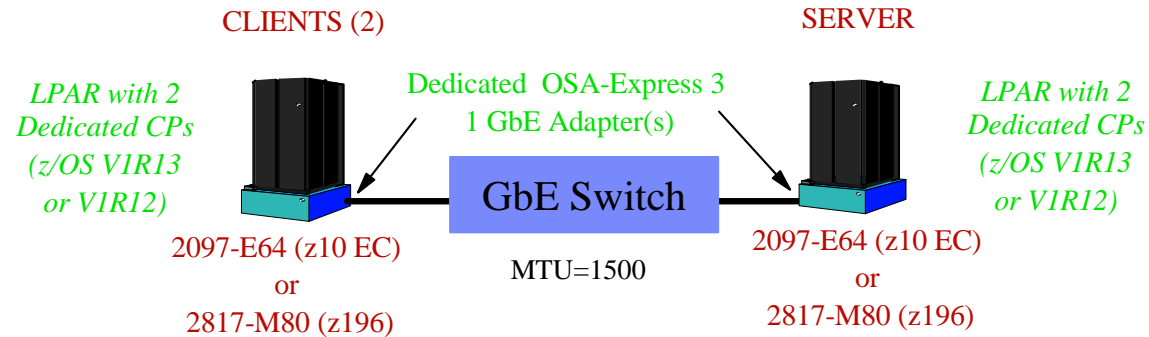 CLIENTS (2)
SERVER
LPAR with 2
Dedicated CPs
(z/OS V1R13
or V1R12)
Dedicated OSA-Express 3
1 GbE Adapter(s)
LPAR with 2
Dedicated CPs
(z/OS V1R13
or V1R12)
GbE Switch
MTU=1500
2097-E64 (z10 EC)
or
2817-M80 (z196)
2097-E64 (z10 EC)
or
2817-M80 (z196)